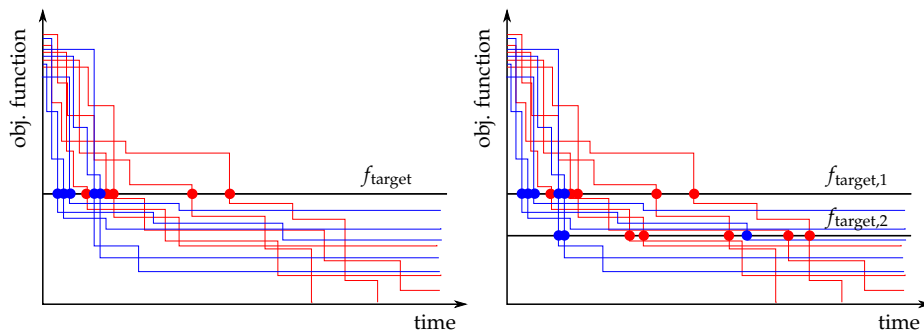 obj. function
f_target
time
obj. function
f_target,1
f_target,2
time